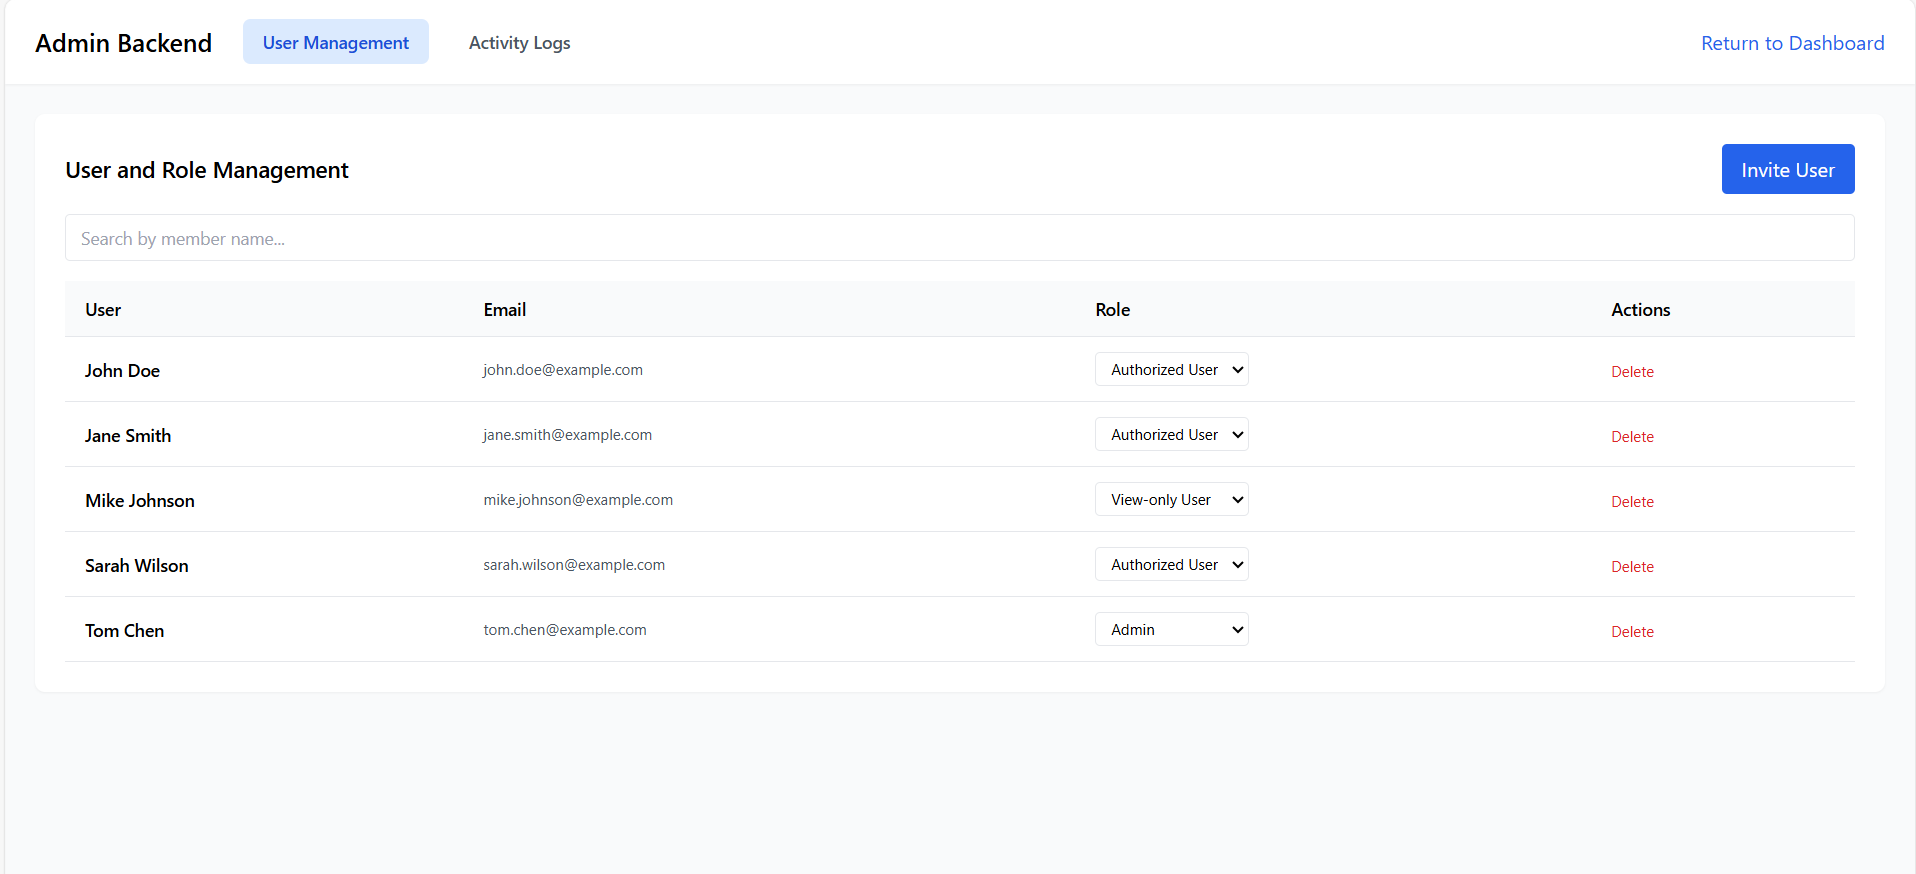 Admin Backend User Management Activity Logs Return to Dashboard
User and Role Management Invite User
Search by member name...
User Email Role Actions
John Doe john.doe@example.com Authorized User Delete
Jane Smith jane.smith@example.com Authorized User Delete
Mike Johnson mike.johnson@example.com View-only User Delete
Sarah Wilson sarah.wilson@example.com Authorized User Delete
Tom Chen tom.chen@example.com Admin Delete